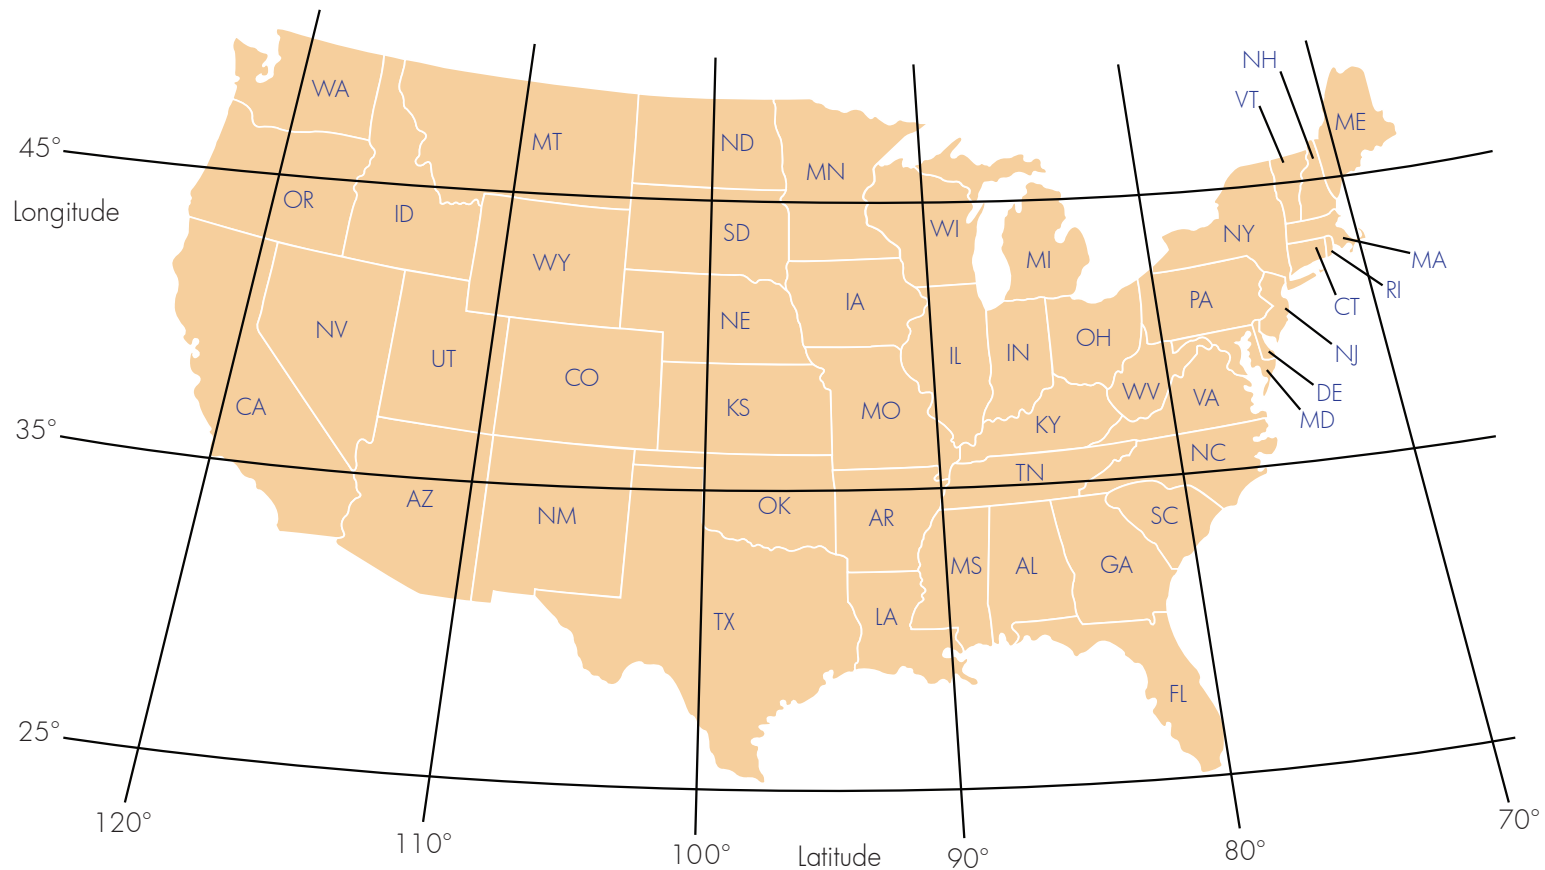 NH
WA
VT
ME
MT
ND
45°
MN
OR
Longitude
ID
SD
WI
NY
WY
MI
MA
RI
IA
CT
NV
NE
PA
UT
IL
IN
OH
NJ
CO
CA
KS
MO
WV
VA
DE
KY
MD
35°
NC
TN
AZ
NM
OK
AR
SC
MS
AL
GA
TX
LA
FL
25°
120°
110°
100°
Latitude
90°
80°
70°